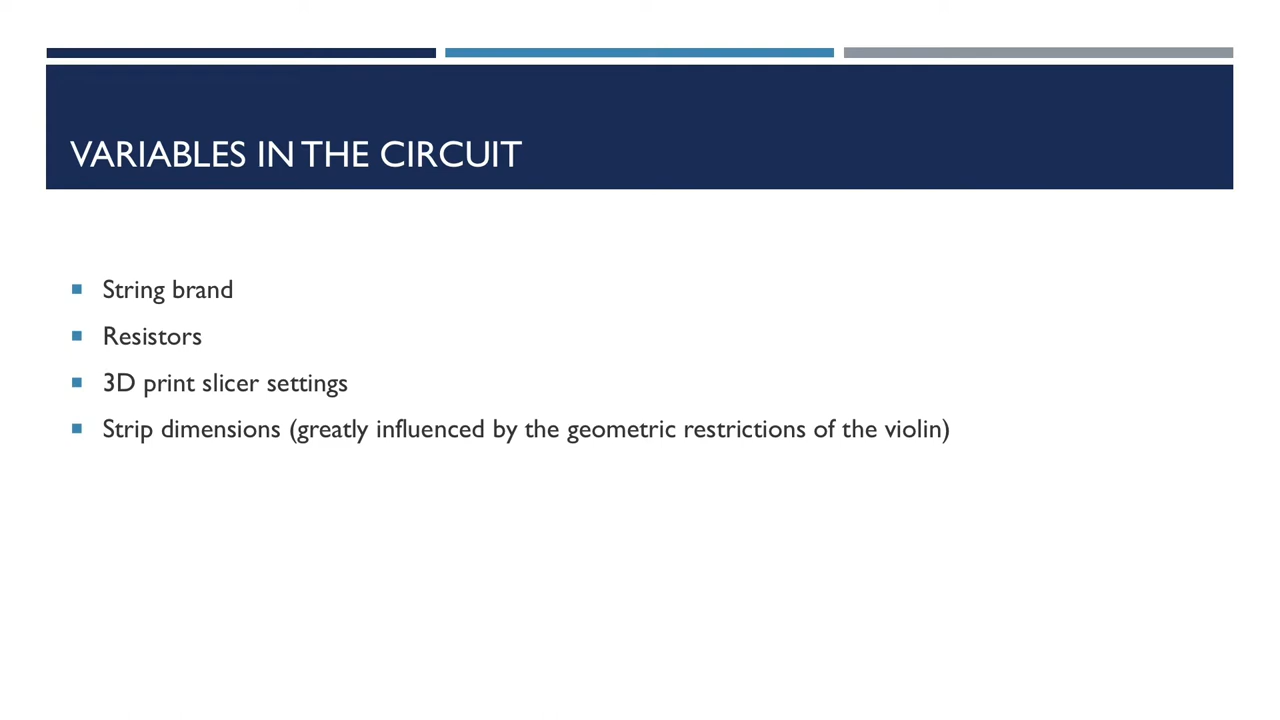 VARIABLES IN THE CIRCUIT
String brand
Resistors
3D print slicer settings
Strip dimensions (greatly influenced by the geometric restrictions of the violin)